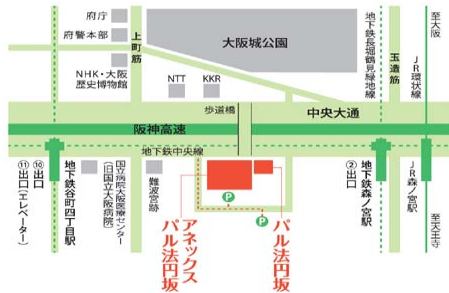 府庁
府警本部
上町筋
大阪城公園
NHK・大阪
歴史博物館
NTT
KKR
地下鉄長堀鶴見緑地線
玉造筋
JR環状線
至大阪
歩道橋
中央大通
阪神高速
地下鉄中央線
⑪出口(エレベーター)
⑩出口
地下鉄谷町四丁目駅
国立病院大阪医療センター
(旧国立大阪病院)
難波宮跡
アネックス
パル法円坂
P
P
パル法円坂
②出口
地下鉄森ノ宮駅
JR森ノ宮駅
至天王寺